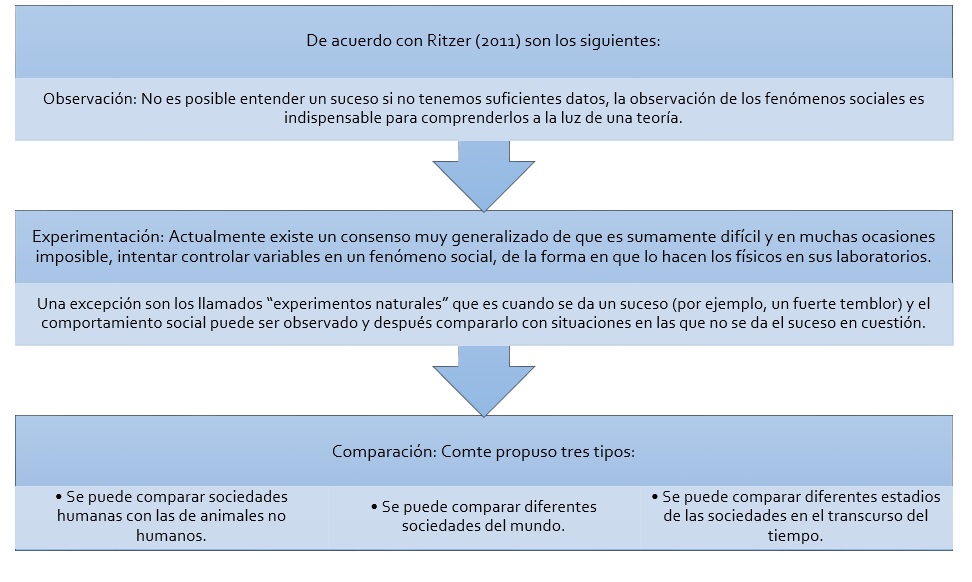 De acuerdo con Ritzer (2011) son los siguientes:
Observación: No es posible entender un suceso si no tenemos suficientes datos, la observación de los fenómenos sociales es
indispensable para comprenderlos a la luz de una teoría.
Experimentación: Actualmente existe un consenso muy generalizado de que es sumamente difícil y en muchas ocasiones
imposible, intentar controlar variables en un fenómeno social, de la forma en que lo hacen los físicos en sus laboratorios.
Una excepción son los llamados “experimentos naturales” que es cuando se da un suceso (por ejemplo, un fuerte temblor) y el
comportamiento social puede ser observado y después compararlo con situaciones en las que no se da el suceso en cuestión.
Comparación: Comte propuso tres tipos:
• Se puede comparar sociedades
humanas con las de animales no
humanos.
• Se puede comparar diferentes
sociedades del mundo.
• Se puede comparar diferentes estadios
de las sociedades en el transcurso del
tiempo.